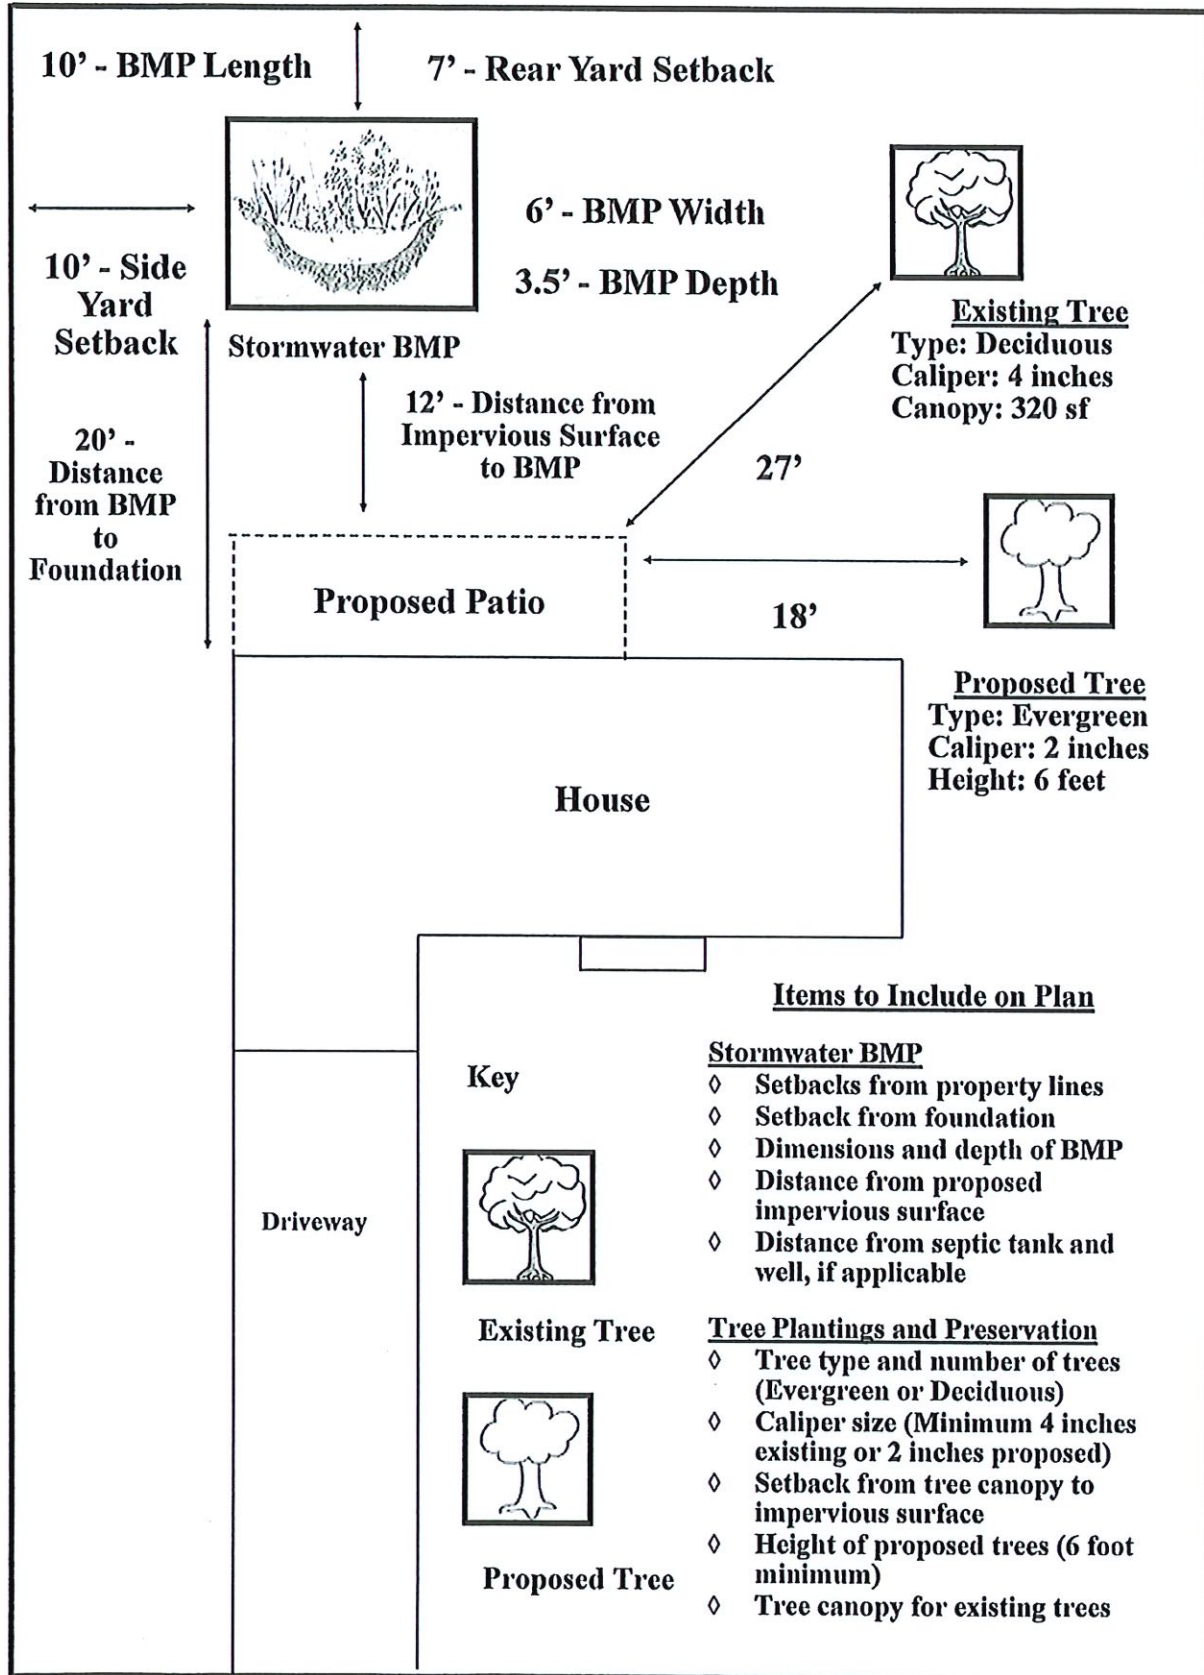 10’ - BMP Length
7’ - Rear Yard Setback
6’ - BMP Width
3.5’ - BMP Depth
10’ - Side
Yard
Setback
Stormwater BMP
Existing Tree
Type: Deciduous
Caliper: 4 inches
Canopy: 320 sf
12’ - Distance from
Impervious Surface
to BMP
20’ -
Distance
from BMP
to
Foundation
27’
Proposed Patio
18’
Proposed Tree
Type: Evergreen
Caliper: 2 inches
Height: 6 feet
House
Driveway
Key
Existing Tree
Proposed Tree
Items to Include on Plan
Stormwater BMP
◊ Setbacks from property lines
◊ Setback from foundation
◊ Dimensions and depth of BMP
◊ Distance from proposed
impervious surface
◊ Distance from septic tank and
well, if applicable
Tree Plantings and Preservation
◊ Tree type and number of trees
(Evergreen or Deciduous)
◊ Caliper size (Minimum 4 inches
existing or 2 inches proposed)
◊ Setback from tree canopy to
impervious surface
◊ Height of proposed trees (6 foot
minimum)
◊ Tree canopy for existing trees